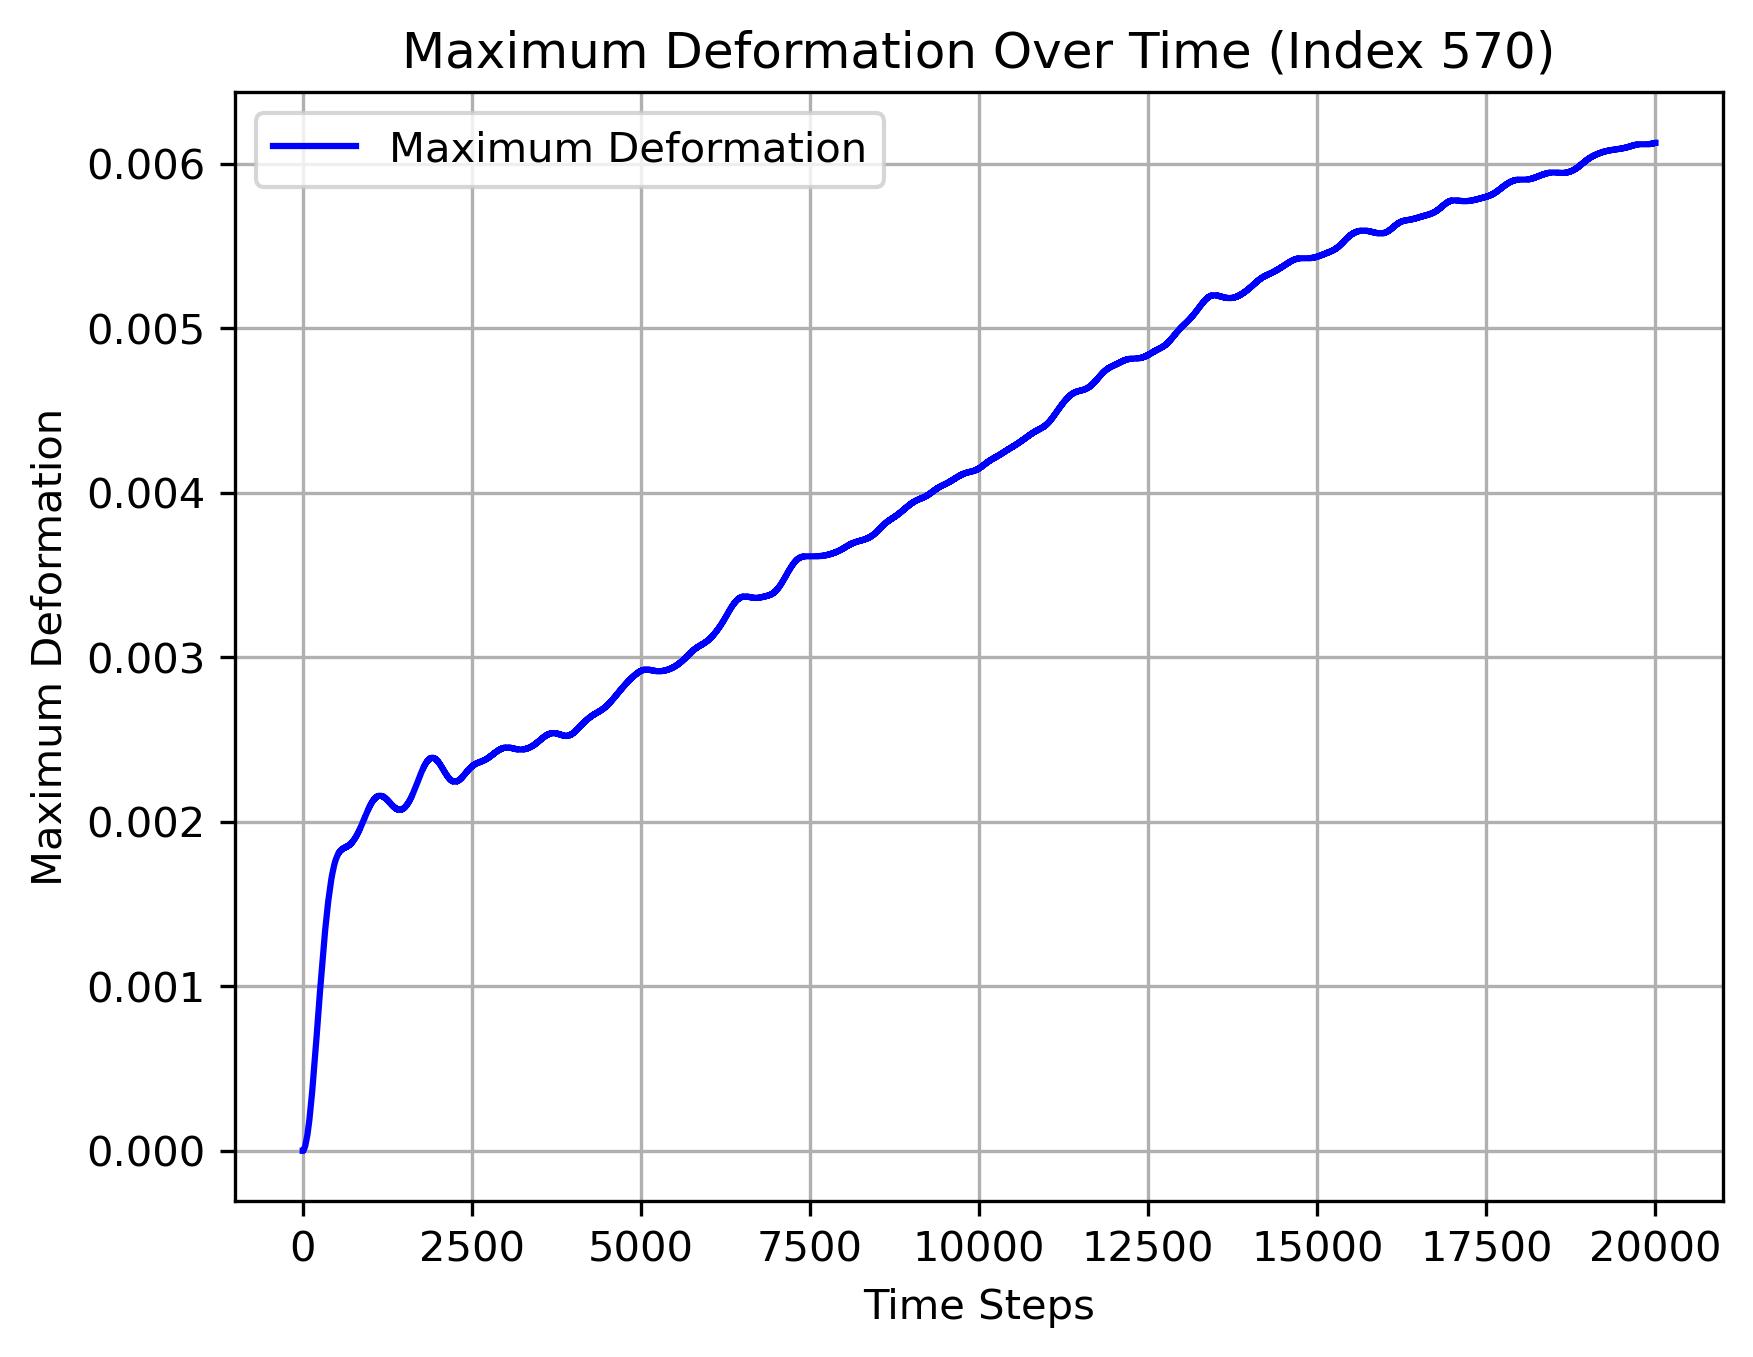 Maximum Deformation Over Time (Index 570)
Maximum Deformation
0.006
0.005
0.004
0.003
0.002
0.001
0.000
Maximum Deformation
0 2500 5000 7500 10000 12500 15000 17500 20000
Time Steps